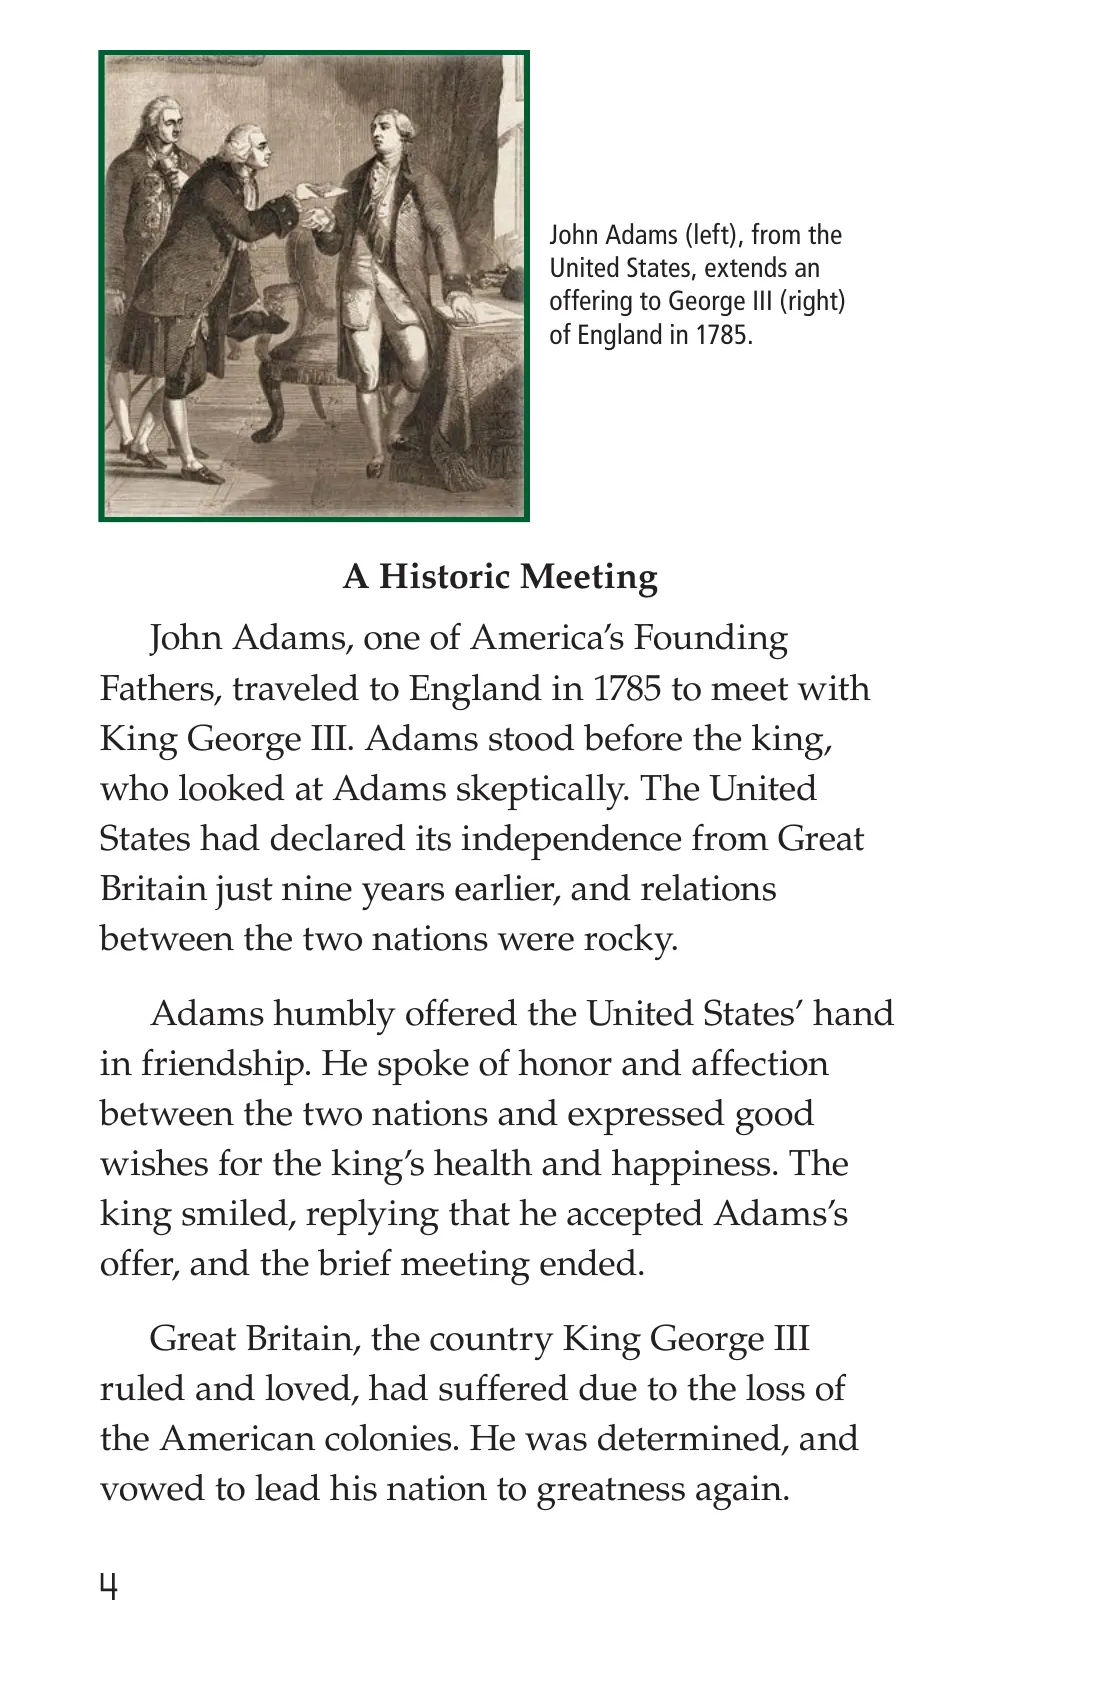 John Adams (left), from the
United States, extends an
offering to George III (right)
of England in 1785.
A Historic Meeting
John Adams, one of America’s Founding
Fathers, traveled to England in 1785 to meet with
King George III. Adams stood before the king,
who looked at Adams skeptically. The United
States had declared its independence from Great
Britain just nine years earlier, and relations
between the two nations were rocky.
Adams humbly offered the United States’ hand
in friendship. He spoke of honor and affection
between the two nations and expressed good
wishes for the king’s health and happiness. The
king smiled, replying that he accepted Adams’s
offer, and the brief meeting ended.
Great Britain, the country King George III
ruled and loved, had suffered due to the loss of
the American colonies. He was determined, and
vowed to lead his nation to greatness again.
4